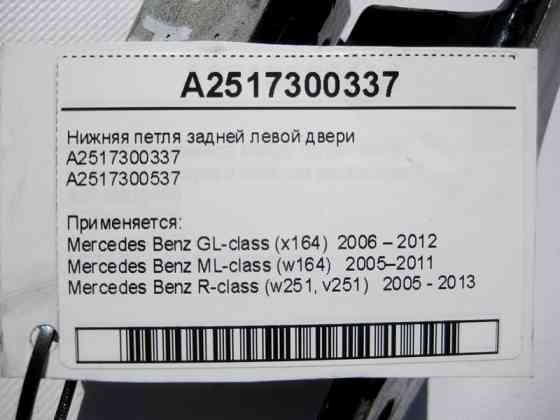 A2517300337
Нижняя петля задней левой двери
A2517300337
A2517300537
Применяется:
Mercedes Benz GL-class (x164) 2006 – 2012
Mercedes Benz ML-class (w164) 2005–2011
Mercedes Benz R-class (w251, v251) 2005 - 2013